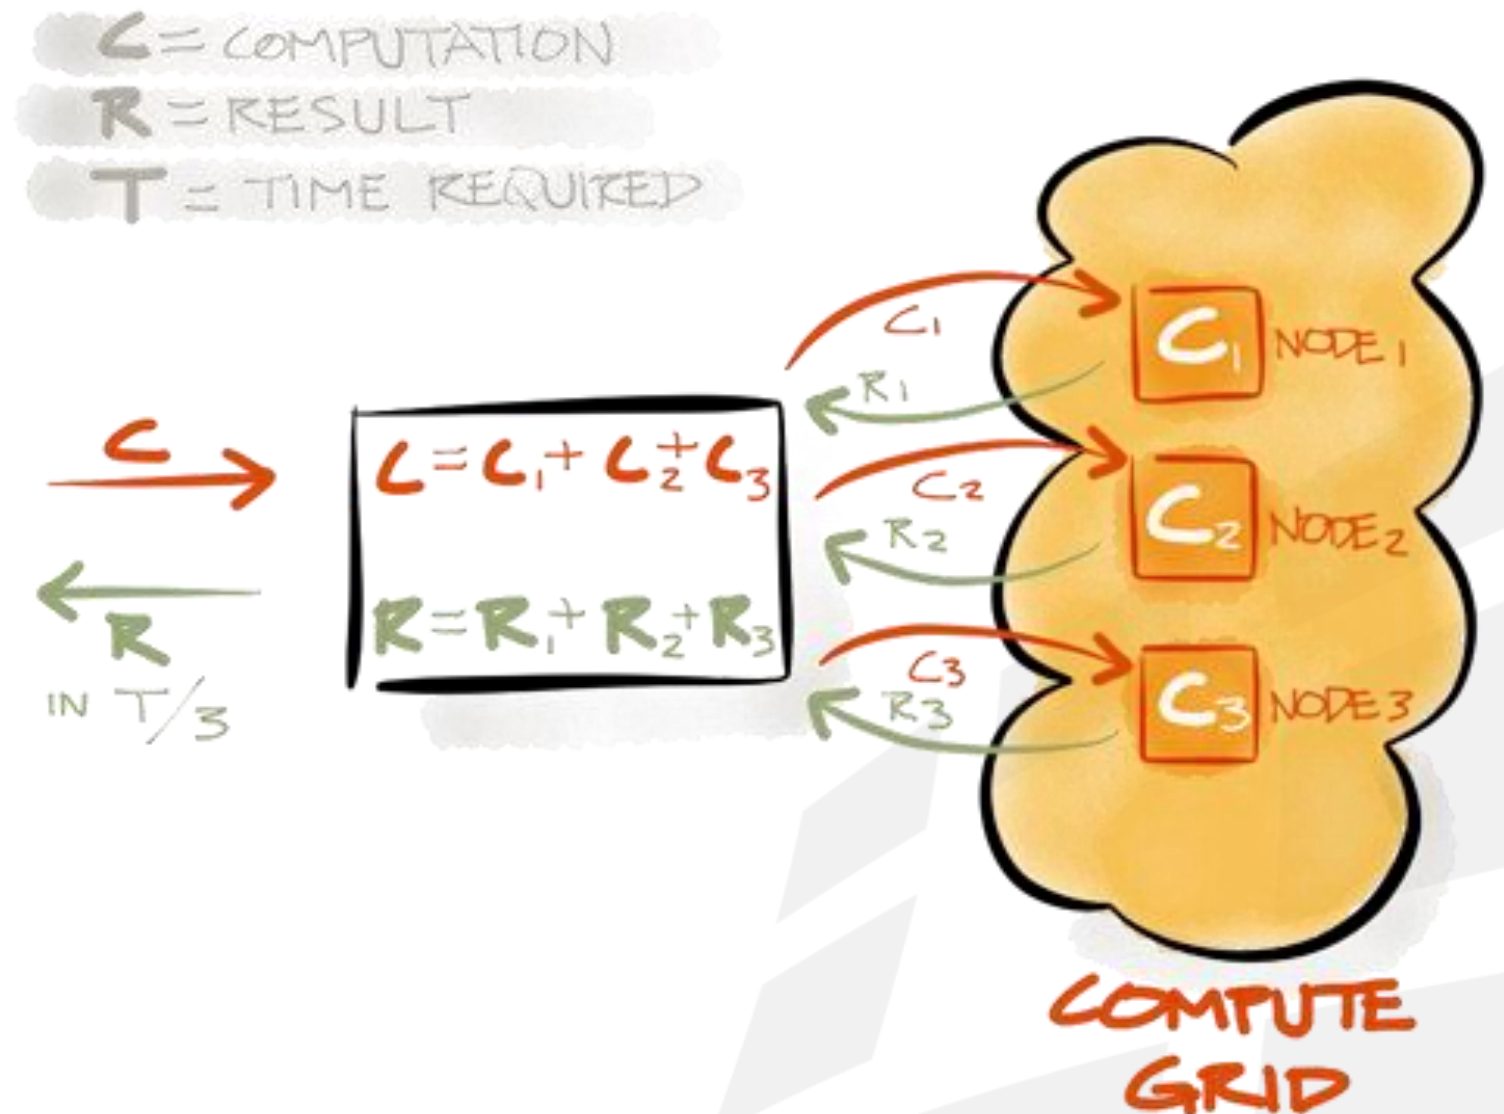 C = COMPUTATION
R = RESULT
T = TIME REQUIRED
C
R
IN T/3
C = C1 + C2 + C3
R = R1 + R2 + R3
C1
R1
C2
R2
C3
R3
C1 NODE 1
C2 NODE 2
C3 NODE 3
COMPUTE
GRID